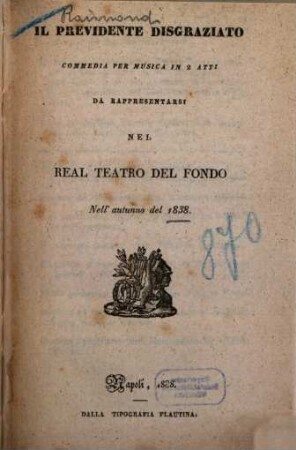 Raimondi
IL PREVIDENTE DISGRAZIATO
COMMEDIA PER MUSICA IN 2 ATTI
DA RAPPRESENTARSI
NEL
REAL TEATRO DEL FONDO
Nell' autunno del 1838.
870
Napoli, 1838.
DALLA TIPOGRAFIA FLAUTINA.